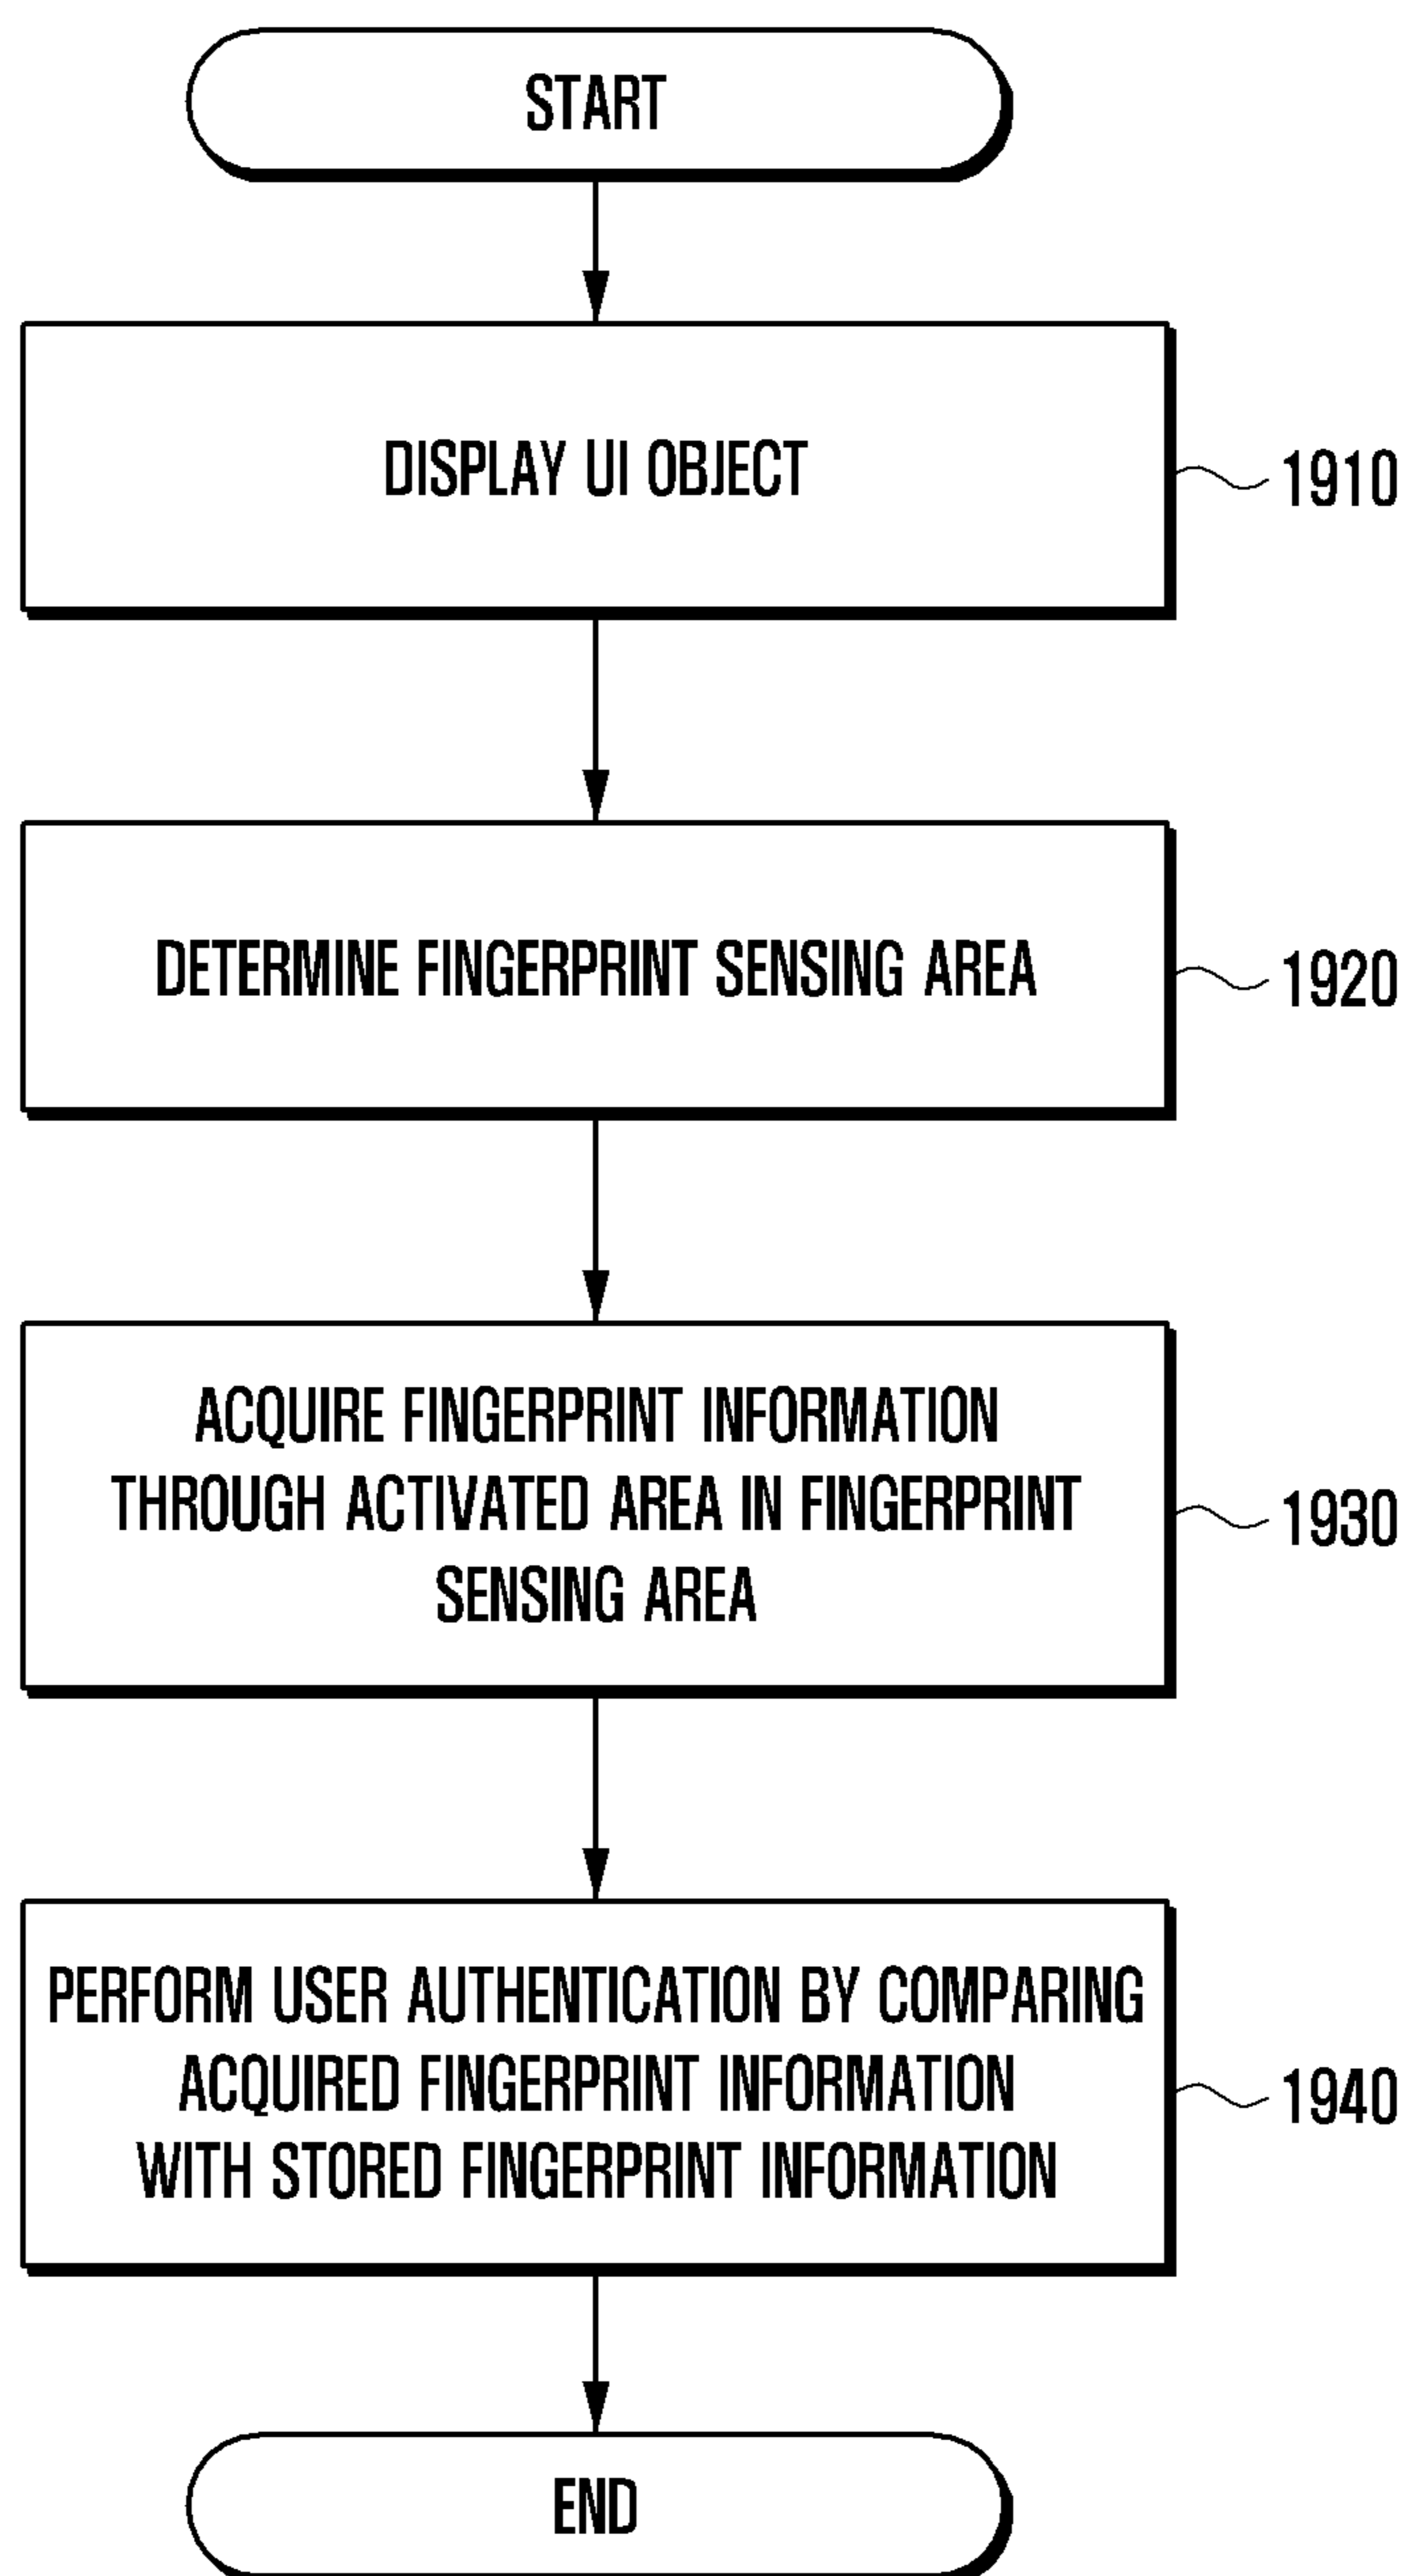 START
DISPLAY UI OBJECT
1910
DETERMINE FINGERPRINT SENSING AREA
1920
ACQUIRE FINGERPRINT INFORMATION
THROUGH ACTIVATED AREA IN FINGERPRINT
SENSING AREA
1930
PERFORM USER AUTHENTICATION BY COMPARING
ACQUIRED FINGERPRINT INFORMATION
WITH STORED FINGERPRINT INFORMATION
1940
END